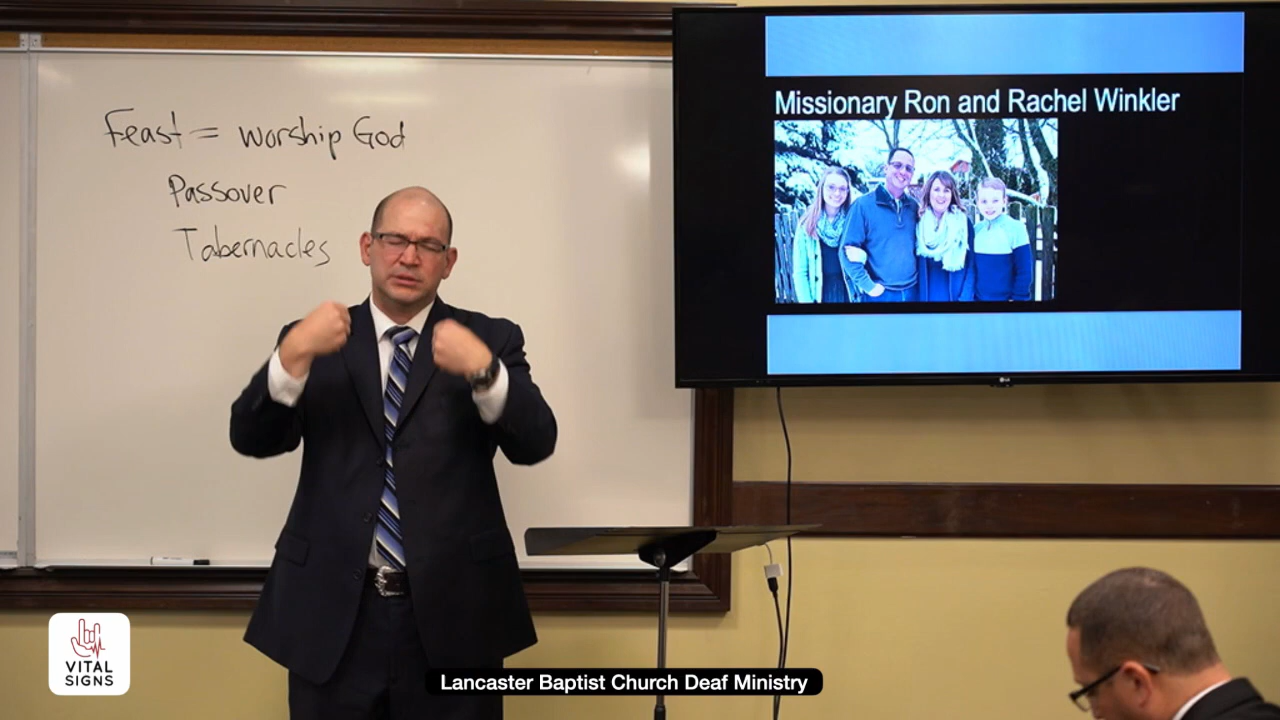 Feast = worship God
Passover
Tabernacles
Missionary Ron and Rachel Winkler
LG
VITAL
SIGNS
Lancaster Baptist Church Deaf Ministry